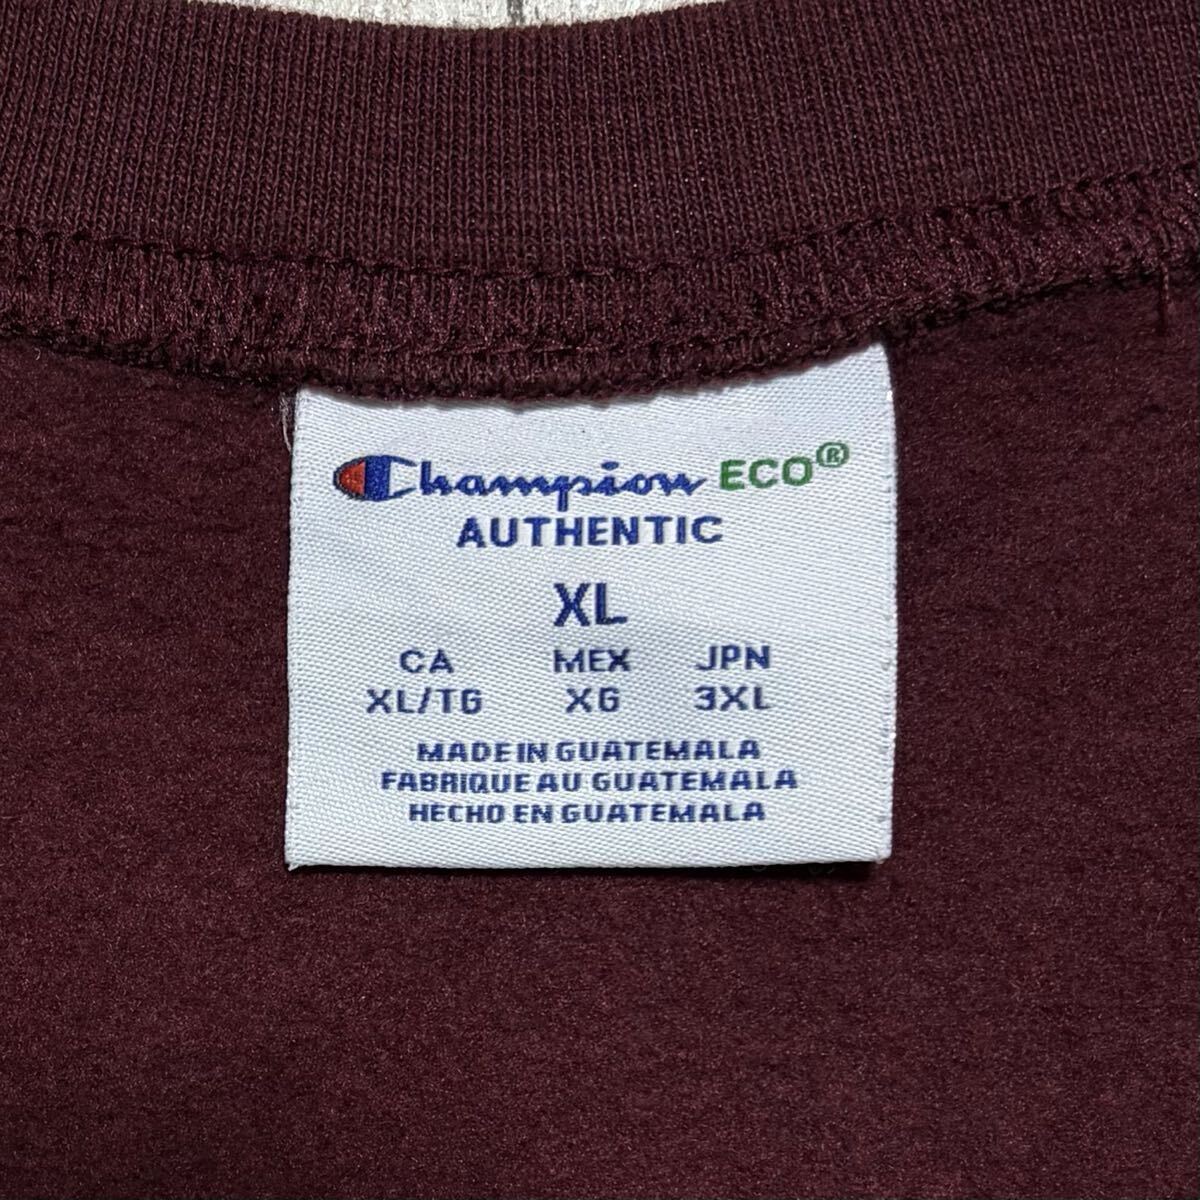 Champion ECO®
AUTHENTIC
XL
CA MEX JPN
XL/TG XG 3XL
MADE IN GUATEMALA
FABRIQUE AU GUATEMALA
HECHO EN GUATEMALA